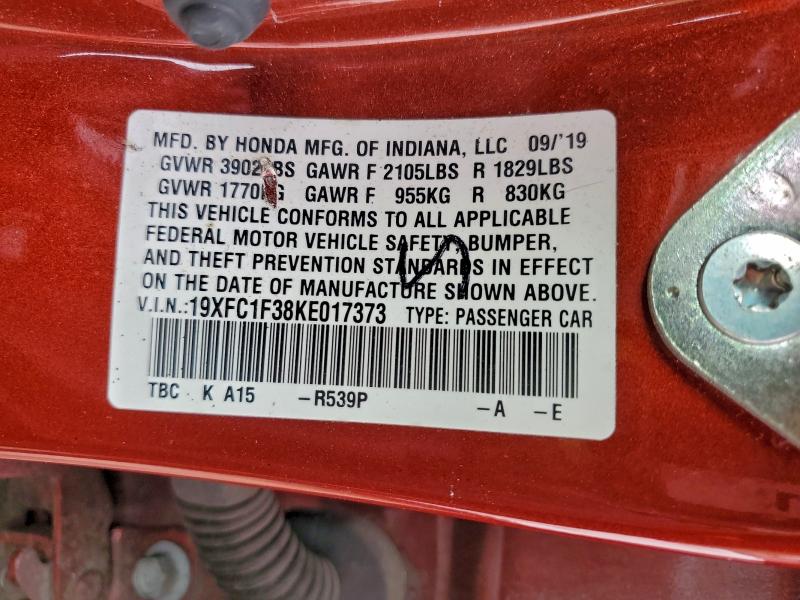 MFD. BY HONDA MFG. OF INDIANA, LLC 09/'19
GVWR 3902LBS GAWR F 2105LBS R 1829LBS
GVWR 1770KG GAWR F 955KG R 830KG
THIS VEHICLE CONFORMS TO ALL APPLICABLE
FEDERAL MOTOR VEHICLE SAFETY, BUMPER,
AND THEFT PREVENTION STANDARDS IN EFFECT
ON THE DATE OF MANUFACTURE SHOWN ABOVE.
V.I.N.:19XFC1F38KE017373 TYPE: PASSENGER CAR
TBC K A15 –R539P –A –E